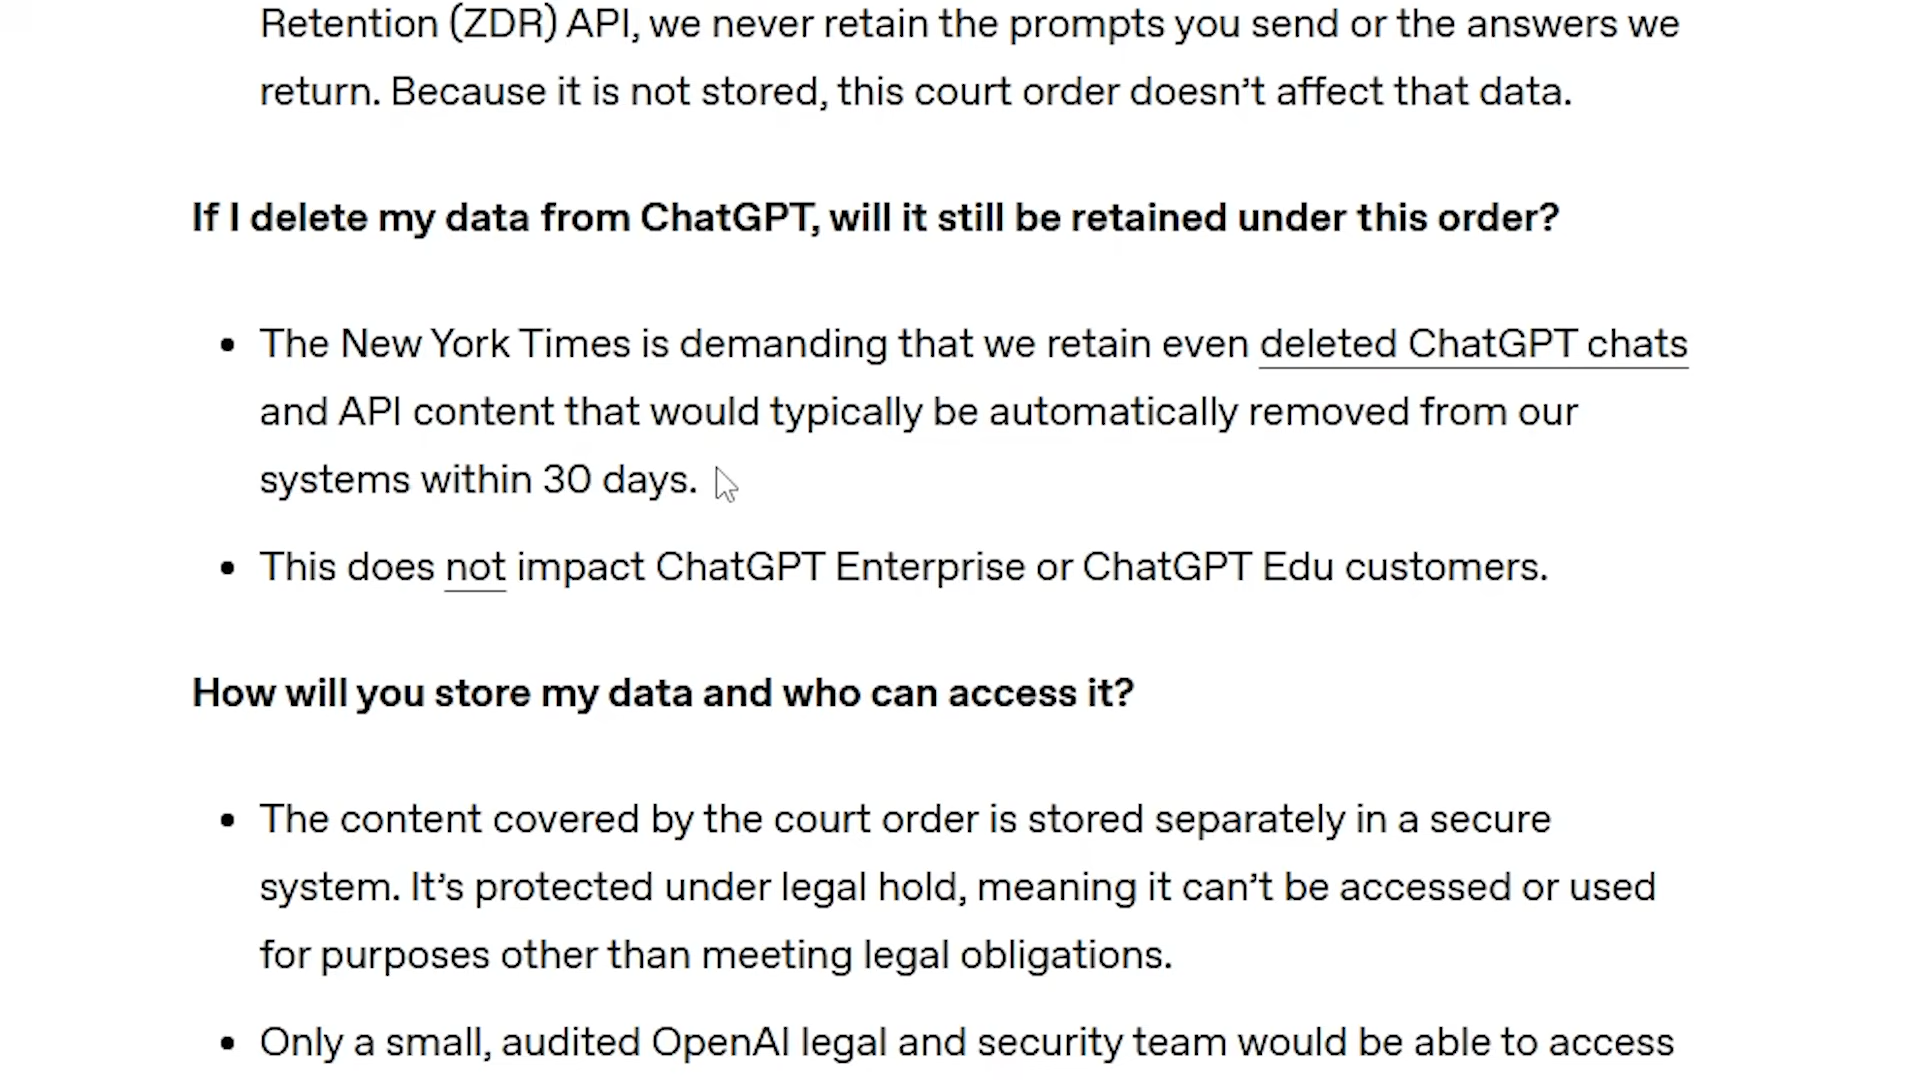 Retention (ZDR) API, we never retain the prompts you send or the answers we
return. Because it is not stored, this court order doesn’t affect that data.
If I delete my data from ChatGPT, will it still be retained under this order?
• The New York Times is demanding that we retain even deleted ChatGPT chats
and API content that would typically be automatically removed from our
systems within 30 days.
• This does not impact ChatGPT Enterprise or ChatGPT Edu customers.
How will you store my data and who can access it?
• The content covered by the court order is stored separately in a secure
system. It’s protected under legal hold, meaning it can’t be accessed or used
for purposes other than meeting legal obligations.
• Only a small, audited OpenAI legal and security team would be able to access